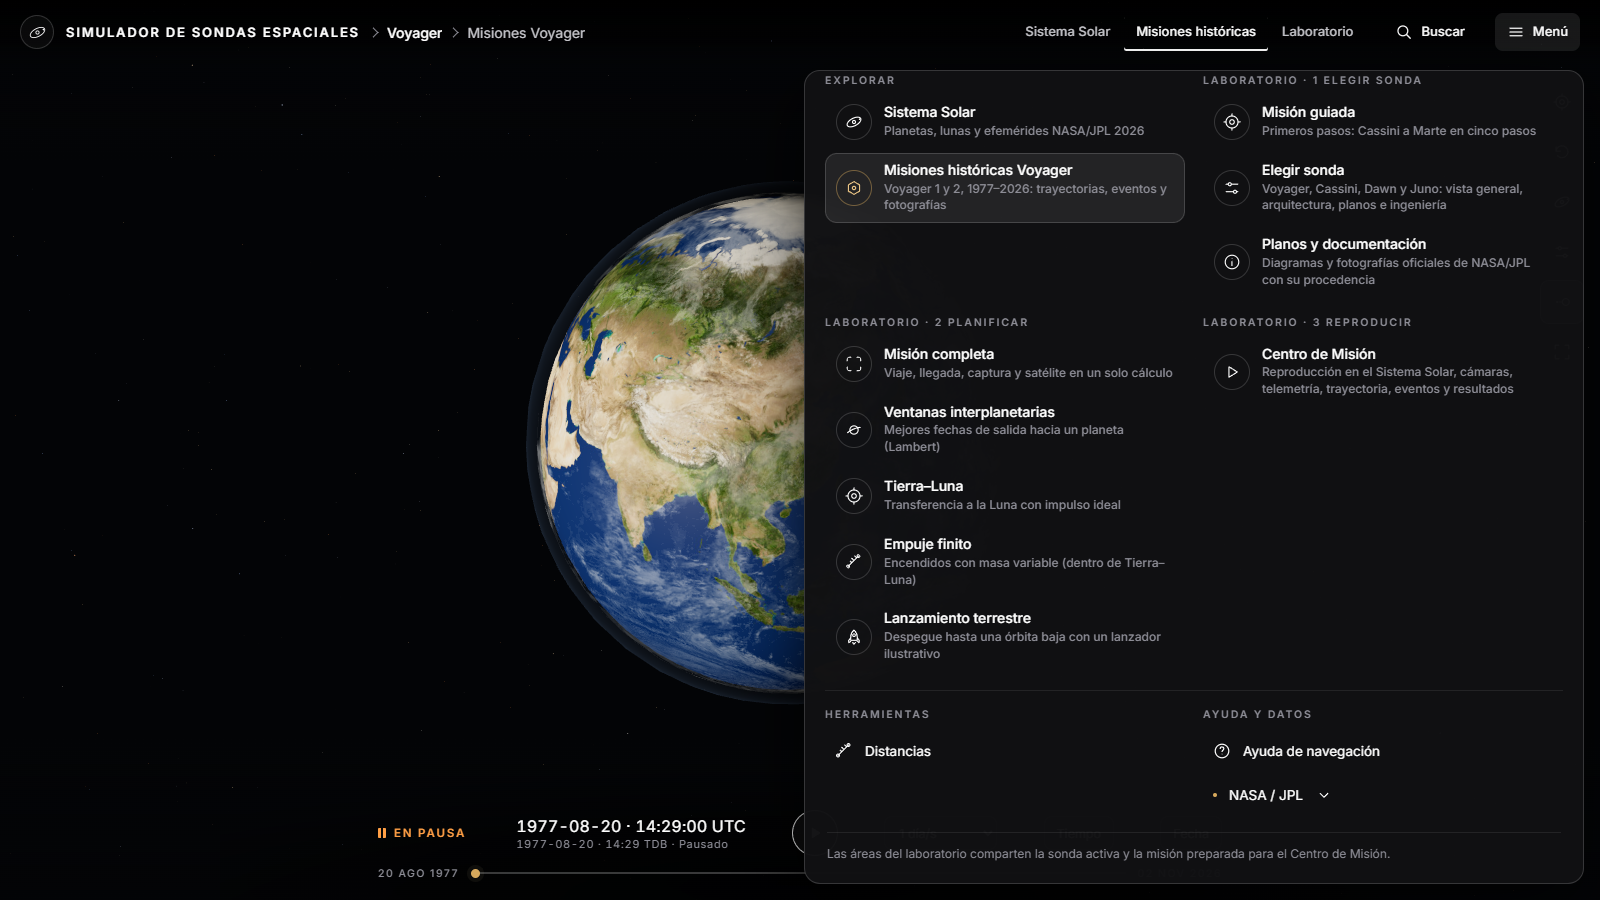 SIMULADOR DE SONDAS ESPACIALES
Voyager
Misiones Voyager
Sistema Solar
Misiones históricas
Laboratorio
Buscar
Menú
EXPLORAR
Sistema Solar
Planetas, lunas y efemérides NASA/JPL 2026
Misiones históricas Voyager
Voyager 1 y 2, 1977–2026: trayectorias, eventos y
fotografías
LABORATORIO · 1 ELEGIR SONDA
Misión guiada
Primeros pasos: Cassini a Marte en cinco pasos
Elegir sonda
Voyager, Cassini, Dawn y Juno: vista general,
arquitectura, planos e ingeniería
Planos y documentación
Diagramas y fotografías oficiales de NASA/JPL
con su procedencia
LABORATORIO · 2 PLANIFICAR
Misión completa
Viaje, llegada, captura y satélite en un solo cálculo
Ventanas interplanetarias
Mejores fechas de salida hacia un planeta
(Lambert)
Tierra–Luna
Transferencia a la Luna con impulso ideal
Empuje finito
Encendidos con masa variable (dentro de Tierra–
Luna)
Lanzamiento terrestre
Despegue hasta una órbita baja con un lanzador
ilustrativo
LABORATORIO · 3 REPRODUCIR
Centro de Misión
Reproducción en el Sistema Solar, cámaras,
telemetría, trayectoria, eventos y resultados
HERRAMIENTAS
Distancias
AYUDA Y DATOS
Ayuda de navegación
NASA / JPL
Las áreas del laboratorio comparten la sonda activa y la misión preparada para el Centro de Misión.
EN PAUSA
1977-08-20 · 14:29:00 UTC
1977-08-20 · 14:29 TDB · Pausado
20 AGO 1977